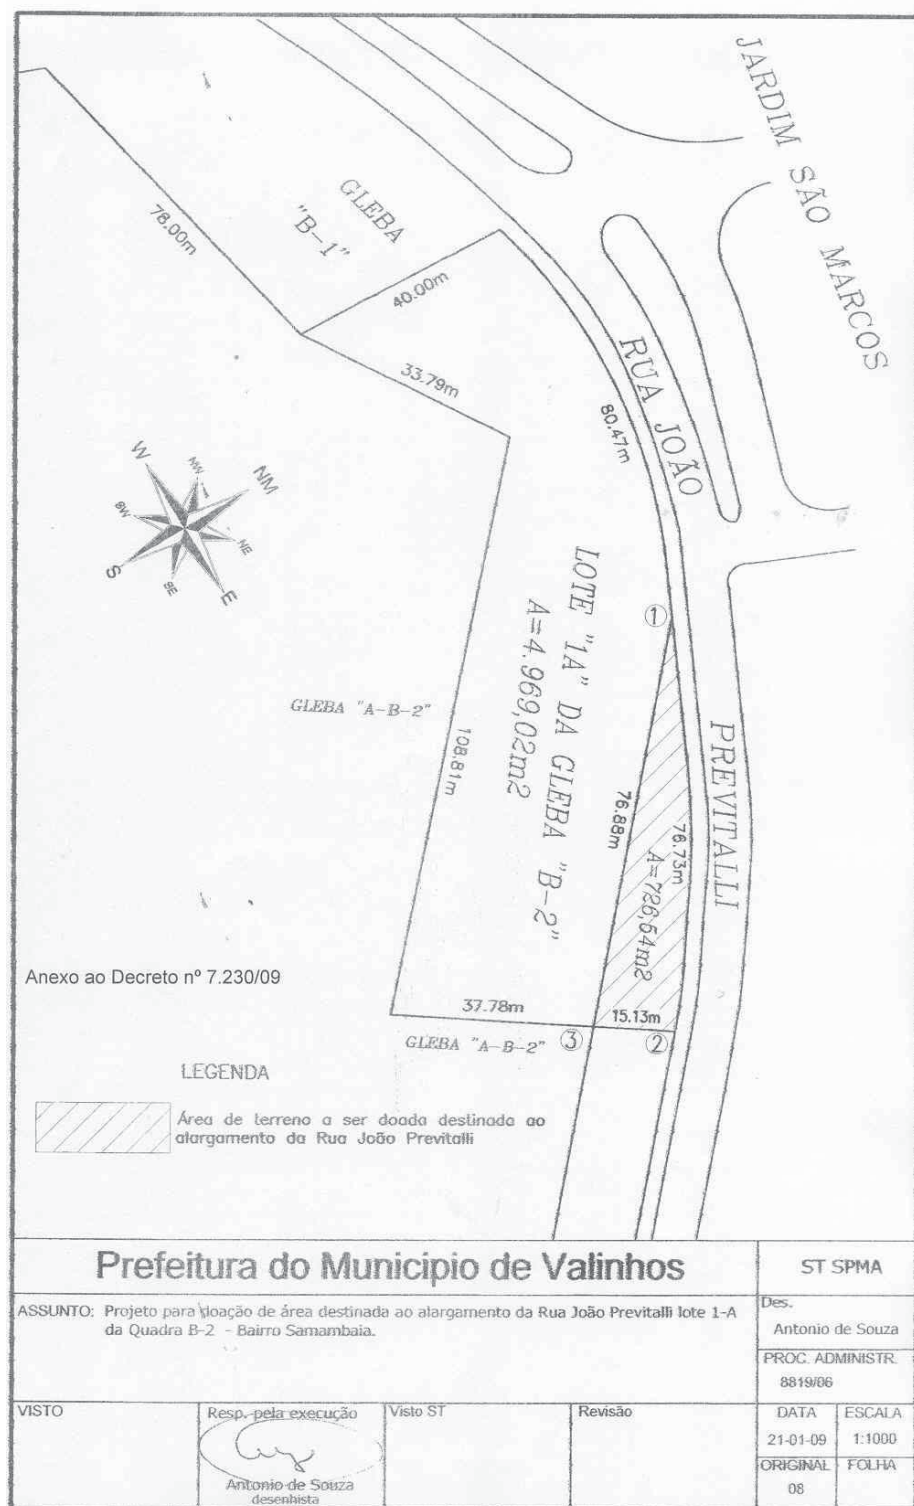 JARDIM SÃO MARCOS
GLEBA
"B-1"
78.00m
40.00m
33.79m
RUA JOÃO
80.47m
W
NW
NM
SW
NE
S
SE
E
LOTE "1A" DA GLEBA "B-2"
A=4.969,02m2
1
GLEBA "A-B-2"
108.81m
PREVITALLI
76.88m
76.73m
A=726,64m2
Anexo ao Decreto nº 7.230/09
37.78m
15.13m
GLEBA "A-B-2"
3
2
LEGENDA
Área de terreno a ser doada destinada ao
alargamento da Rua João Previtalli
Prefeitura do Municipio de Valinhos
ST SPMA
ASSUNTO: Projeto para doação de área destinada ao alargamento da Rua João Previtalli lote 1-A
da Quadra B-2 - Bairro Samambaia.
Des.
Antonio de Souza
PROC. ADMINISTR.
8819/06
VISTO
Resp. pela execução
Antonio de Souza
desenhista
Visto ST
Revisão
DATA
21-01-09
ESCALA
1:1000
ORIGINAL
08
FOLHA